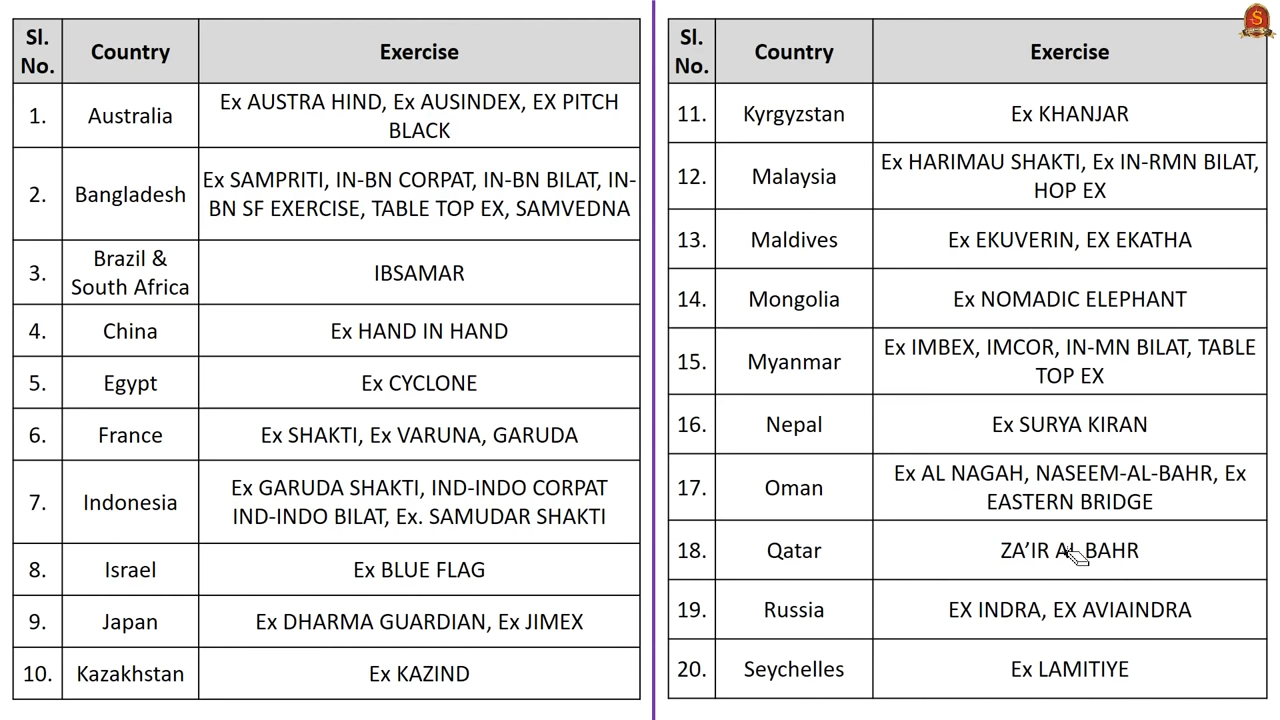 Sl. No. Country Exercise
1. Australia Ex AUSTRA HIND, Ex AUSINDEX, EX PITCH
BLACK
2. Bangladesh Ex SAMPRITI, IN-BN CORPAT, IN-BN BILAT, IN-
BN SF EXERCISE, TABLE TOP EX, SAMVEDNA
3. Brazil & South Africa IBSAMAR
4. China Ex HAND IN HAND
5. Egypt Ex CYCLONE
6. France Ex SHAKTI, Ex VARUNA, GARUDA
7. Indonesia Ex GARUDA SHAKTI, IND-INDO CORPAT
IND-INDO BILAT, Ex. SAMUDAR SHAKTI
8. Israel Ex BLUE FLAG
9. Japan Ex DHARMA GUARDIAN, Ex JIMEX
10. Kazakhstan Ex KAZIND
Sl. No. Country Exercise
11. Kyrgyzstan Ex KHANJAR
12. Malaysia Ex HARIMAU SHAKTI, Ex IN-RMN BILAT,
HOP EX
13. Maldives Ex EKUVERIN, EX EKATHA
14. Mongolia Ex NOMADIC ELEPHANT
15. Myanmar Ex IMBEX, IMCOR, IN-MN BILAT, TABLE
TOP EX
16. Nepal Ex SURYA KIRAN
17. Oman Ex AL NAGAH, NASEEM-AL-BAHR, Ex
EASTERN BRIDGE
18. Qatar ZA’IR AL BAHR
19. Russia EX INDRA, EX AVIAINDRA
20. Seychelles Ex LAMITIYE
S